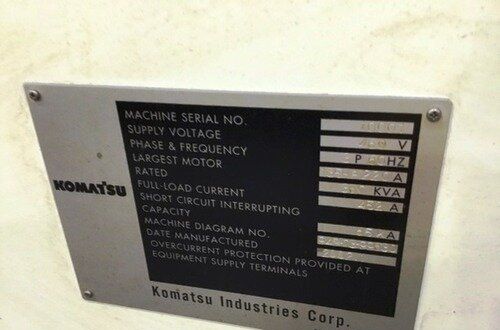 MACHINE SERIAL NO.
SUPPLY VOLTAGE V
PHASE & FREQUENCY P HZ
LARGEST MOTOR A
RATED KVA
FULL-LOAD CURRENT A
SHORT CIRCUIT INTERRUPTING
CAPACITY A
MACHINE DIAGRAM NO.
DATE MANUFACTURED
OVERCURRENT PROTECTION PROVIDED AT
EQUIPMENT SUPPLY TERMINALS
KOMATSU
Komatsu Industries Corp.